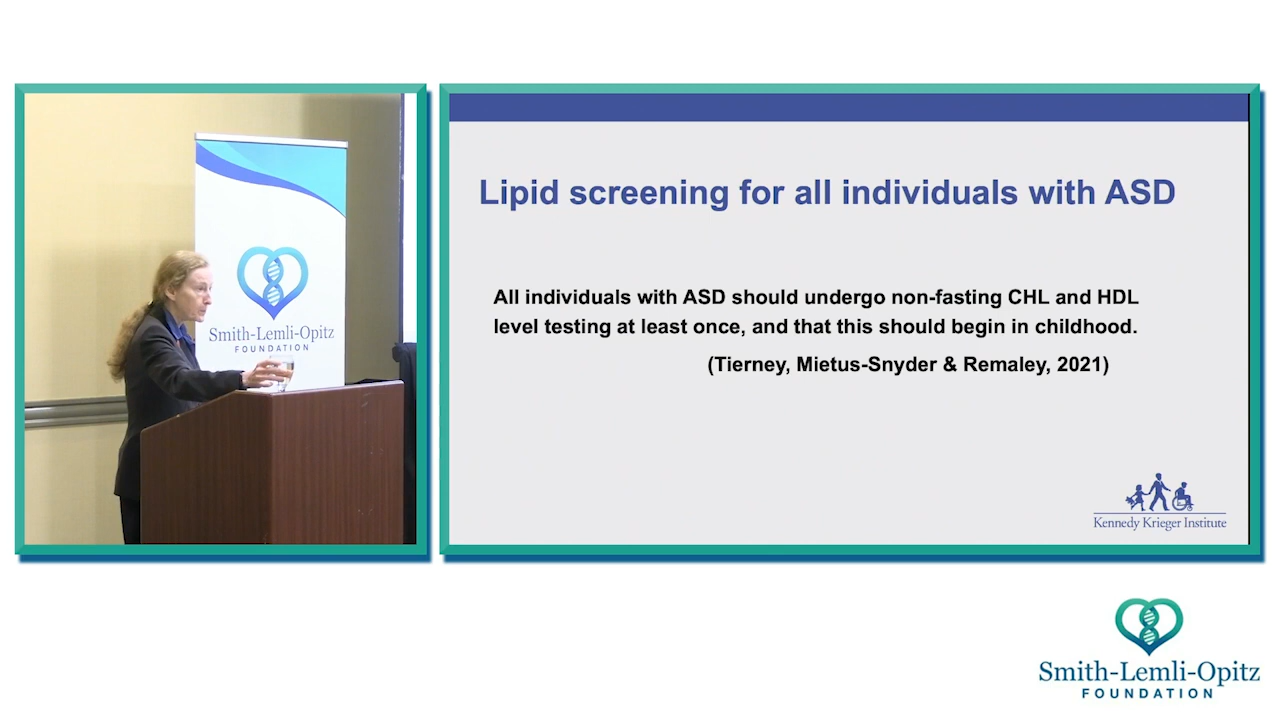 Smith-Lemli-Opitz
FOUNDATION
Lipid screening for all individuals with ASD
All individuals with ASD should undergo non-fasting CHL and HDL
level testing at least once, and that this should begin in childhood.
(Tierney, Mietus-Snyder & Remaley, 2021)
Kennedy Krieger Institute
Smith-Lemli-Opitz
FOUNDATION